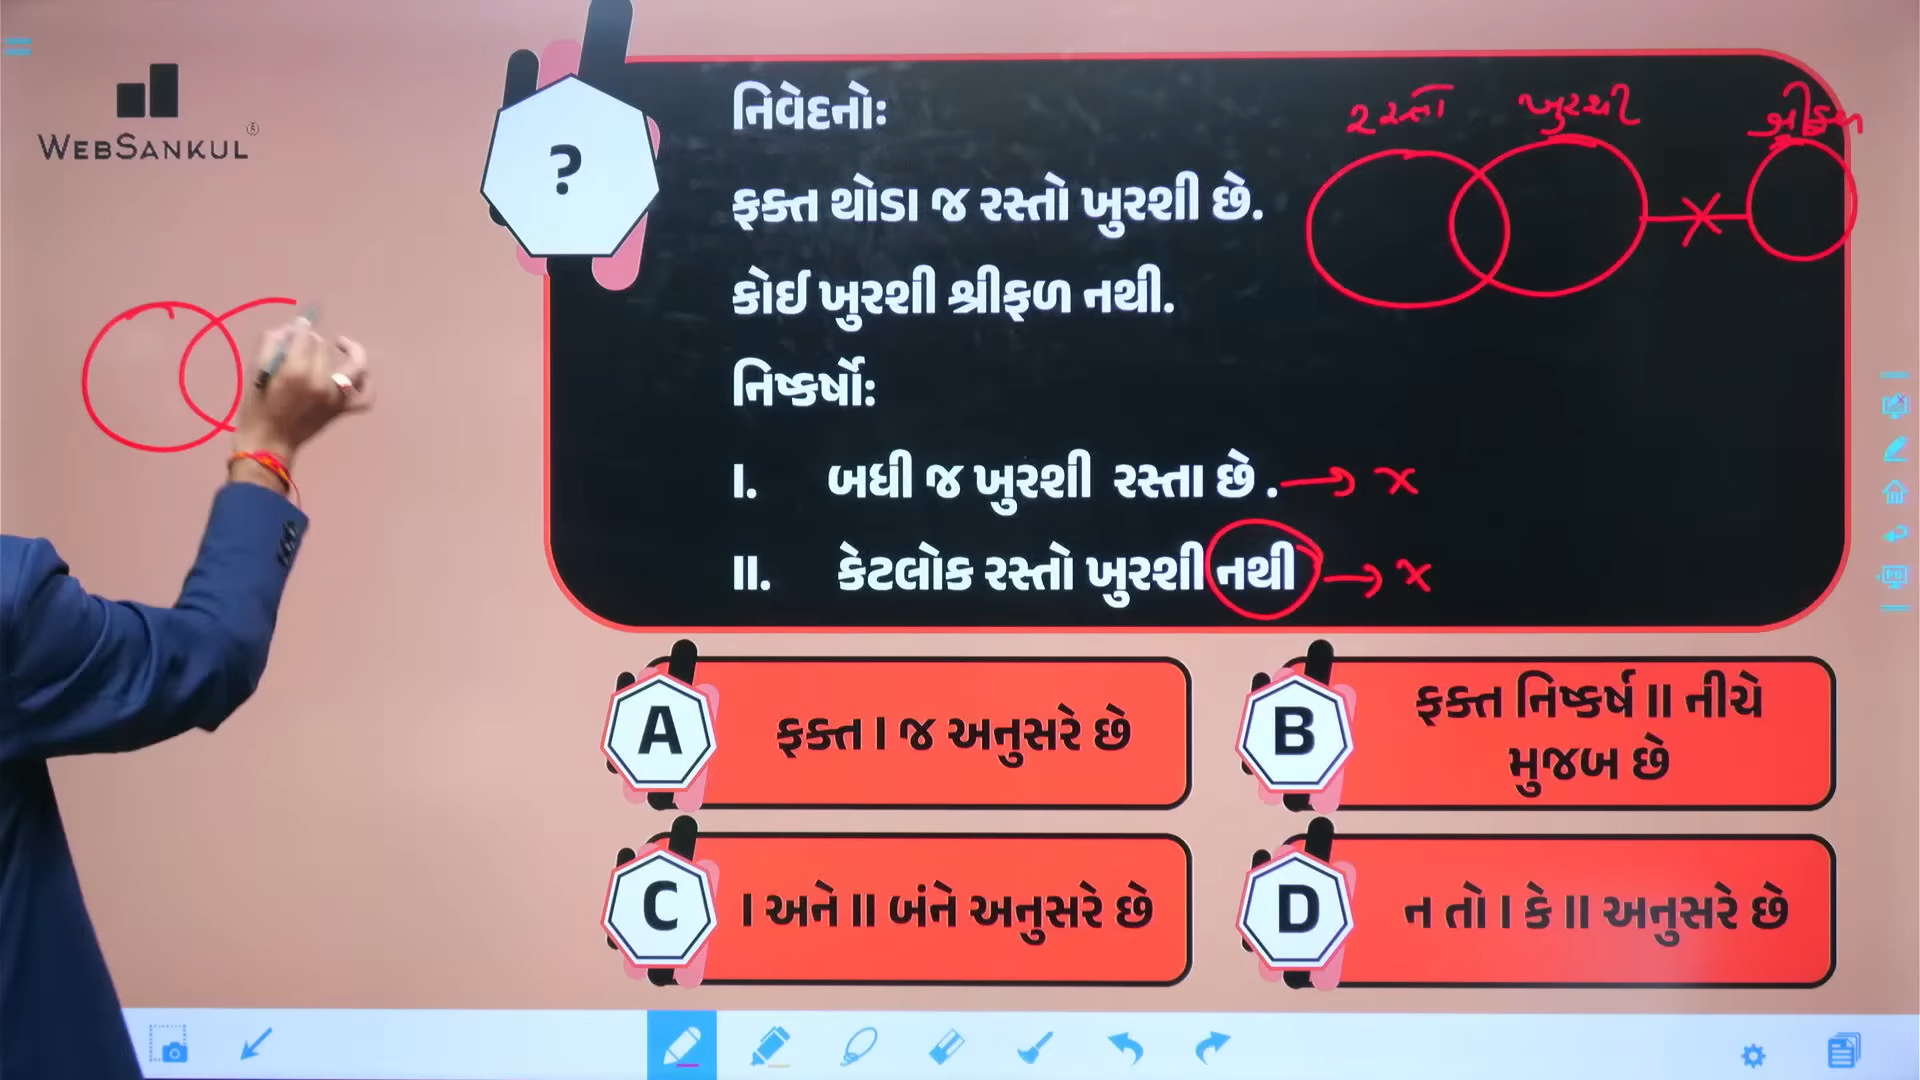 WEBSANKUL®
?
નિવેદનો:
ફક્ત થોડા જ રસ્તો ખુરશી છે.
કોઈ ખુરશી શ્રીફળ નથી.
નિષ્કર્ષો:
I. બધી જ ખુરશી રસ્તા છે . → x
II. કેટલોક રસ્તો ખુરશી નથી → x
રસ્તો ખુરશી શ્રીફળ
A ફક્ત I જ અનુસરે છે
B ફક્ત નિષ્કર્ષ II નીચે
મુજબ છે
C I અને II બંને અનુસરે છે
D ન તો I કે II અનુસરે છે